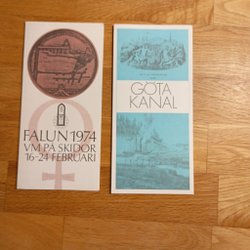 FALUN 1974
VM PÅ SKIDOR
16-24 FEBRUARI
GÖTA
KANAL